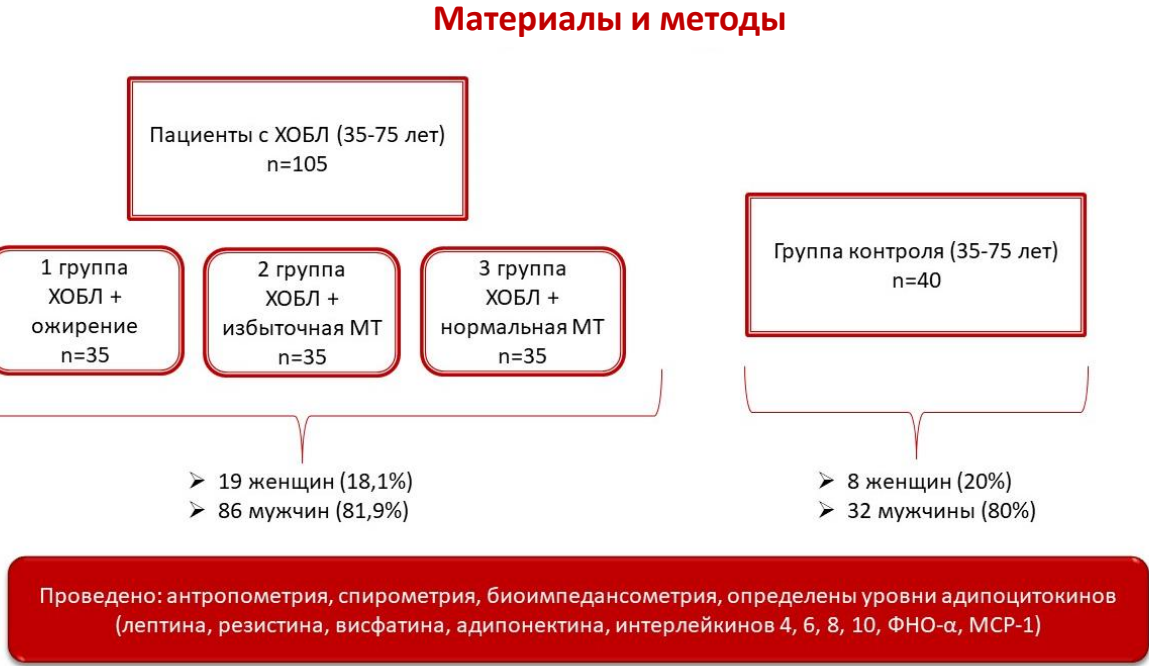 Материалы и методы
Пациенты с ХОБЛ (35-75 лет)
n=105
1 группа
ХОБЛ +
ожирение
n=35
2 группа
ХОБЛ +
избыточная МТ
n=35
3 группа
ХОБЛ +
нормальная МТ
n=35
Группа контроля (35-75 лет)
n=40
➢ 19 женщин (18,1%)
➢ 86 мужчин (81,9%)
➢ 8 женщин (20%)
➢ 32 мужчины (80%)
Проведено: антропометрия, спирометрия, биоимпедансометрия, определены уровни адипоцитокинов
(лептина, резистина, висфатина, адипонектина, интерлейкинов 4, 6, 8, 10, ФНО-α, МСР-1)